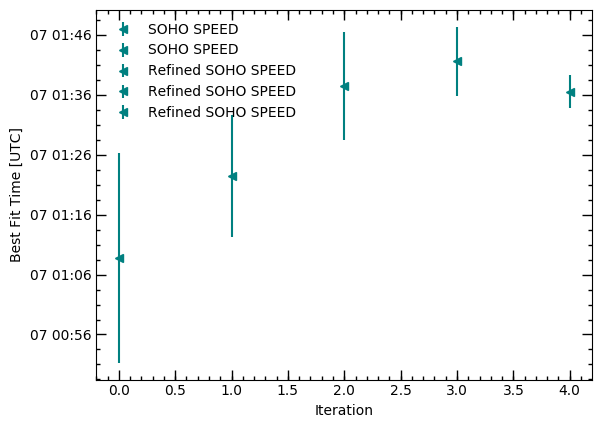 SOHO SPEED
SOHO SPEED
Refined SOHO SPEED
Refined SOHO SPEED
Refined SOHO SPEED
Best Fit Time [UTC]
07 01:46
07 01:36
07 01:26
07 01:16
07 01:06
07 00:56
0.0 0.5 1.0 1.5 2.0 2.5 3.0 3.5 4.0
Iteration